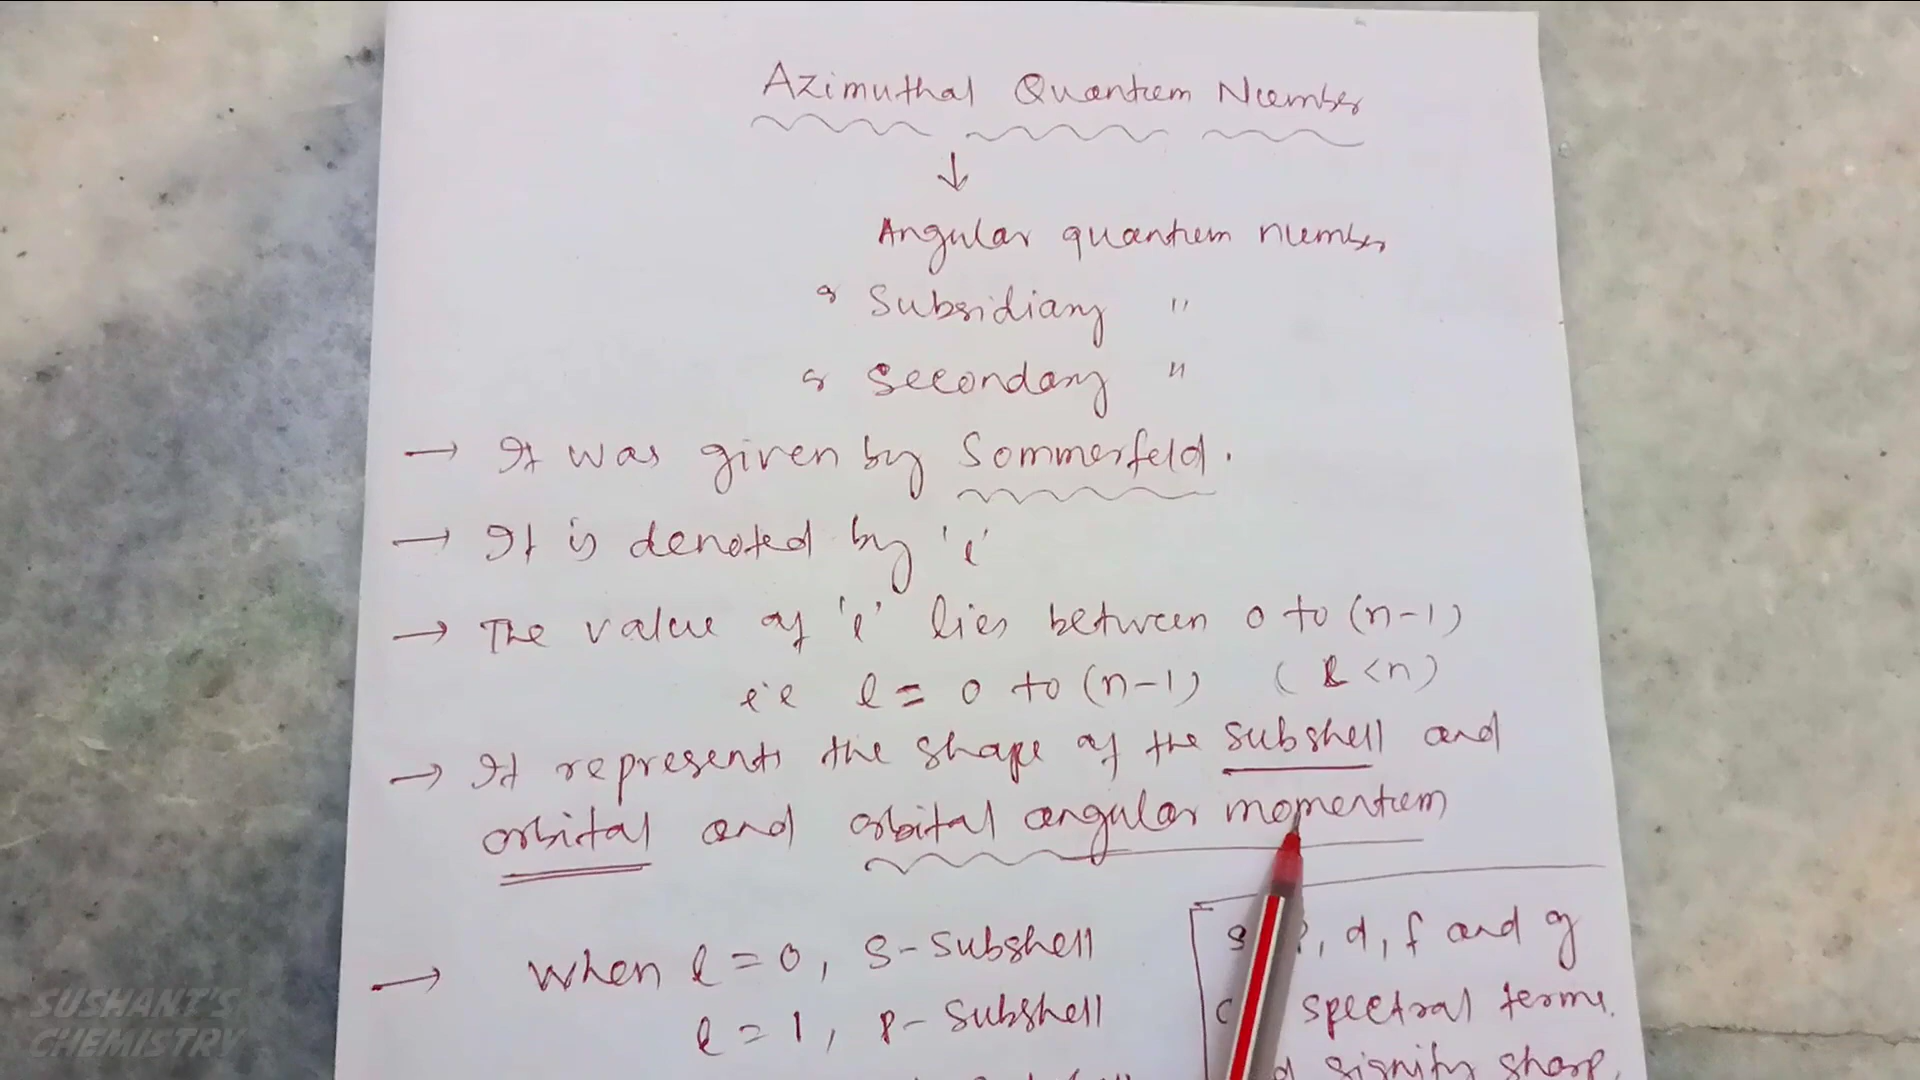 Azimuthal Quantum Number
↓
Angular quantum number
or Subsidiary "
or Secondary "
→ It was given by Sommerfeld.
→ It is denoted by 'l'
→ The value of 'l' lies between 0 to (n-1)
i.e l = 0 to (n-1) (l<n)
→ It represents the shape of the subshell and
orbital and orbital angular momentum
→ When l = 0, s-subshell
l = 1, p-subshell
s, d, f and g
spectral terms.
signify sharp,
SUSHANT'S
CHEMISTRY